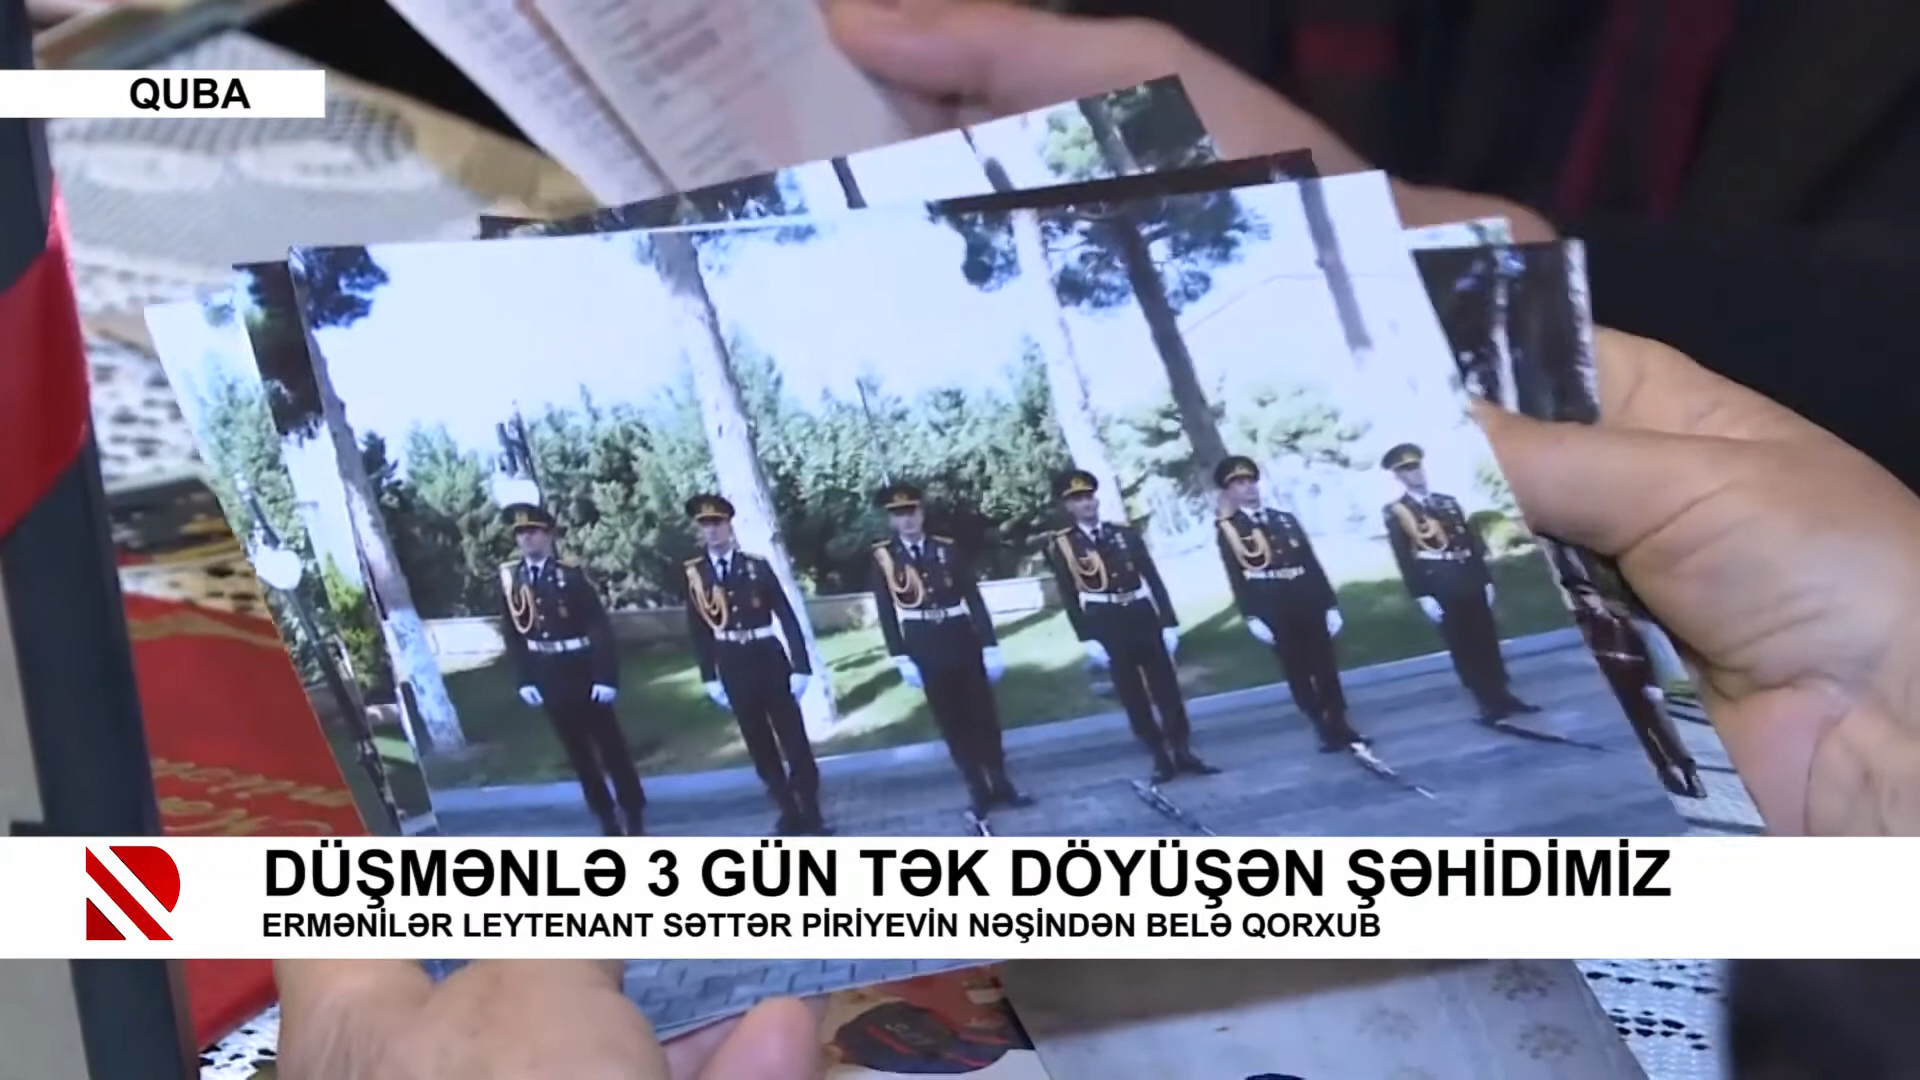 QUBA
DÜŞMƏNLƏ 3 GÜN TƏK DÖYÜŞƏN ŞƏHİDİMİZ
ERMƏNİLƏR LEYTENANT SƏTTƏR PİRİYEVİN NƏŞİNDƏN BELƏ QORXUB